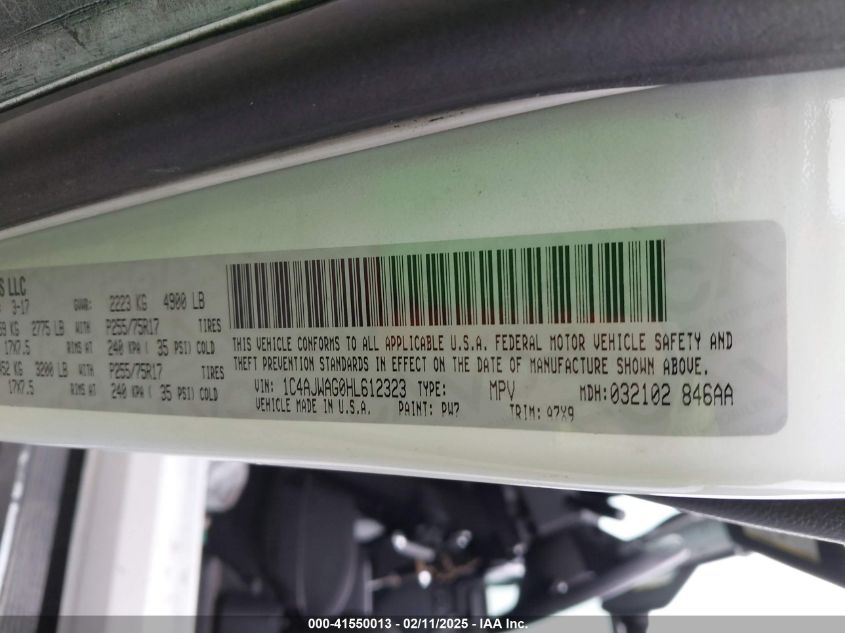 S LLC
3-17 GVWR: 2223 KG 4900 LB
KG 2775 LB WITH P255/75R17 TIRES
17X7.5 RIMS AT 240 KPA ( 35 PSI) COLD
KG 3200 LB WITH P255/75R17 TIRES
17X7.5 RIMS AT 240 KPA ( 35 PSI) COLD
THIS VEHICLE CONFORMS TO ALL APPLICABLE U.S.A. FEDERAL MOTOR VEHICLE SAFETY AND
THEFT PREVENTION STANDARDS IN EFFECT ON THE DATE OF MANUFACTURE SHOWN ABOVE.
VIN: 1C4AJWAG0HL612323 TYPE: MPV MDH:032102 846AA
VEHICLE MADE IN U.S.A. PAINT: PW7 TRIM: A7X9
000-41550013 - 02/11/2025 - IAA Inc.